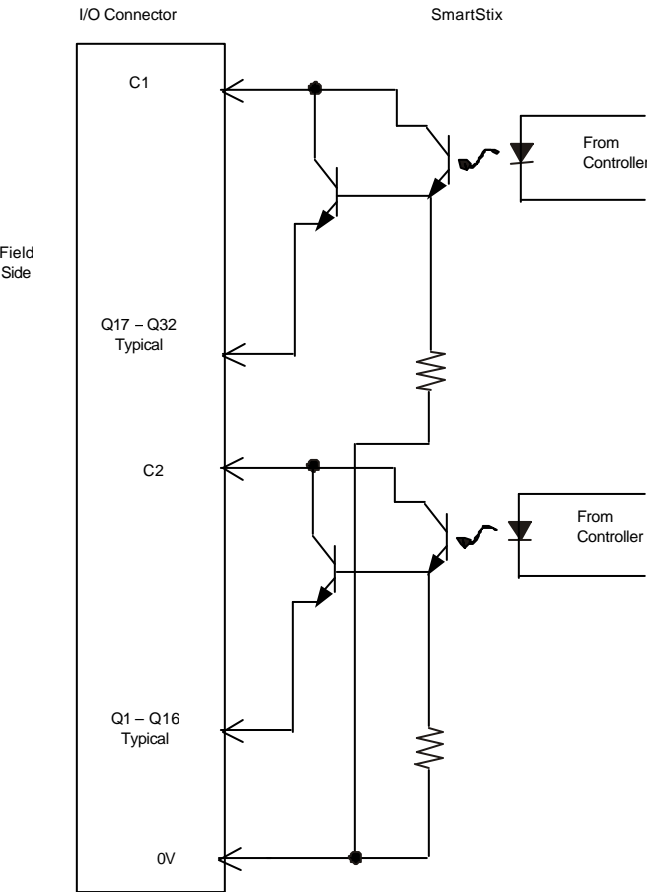 I/O Connector
SmartStix
C1
From
Controller
Field
Side
Q17 – Q32
Typical
C2
From
Controller
Q1 – Q16
Typical
0V